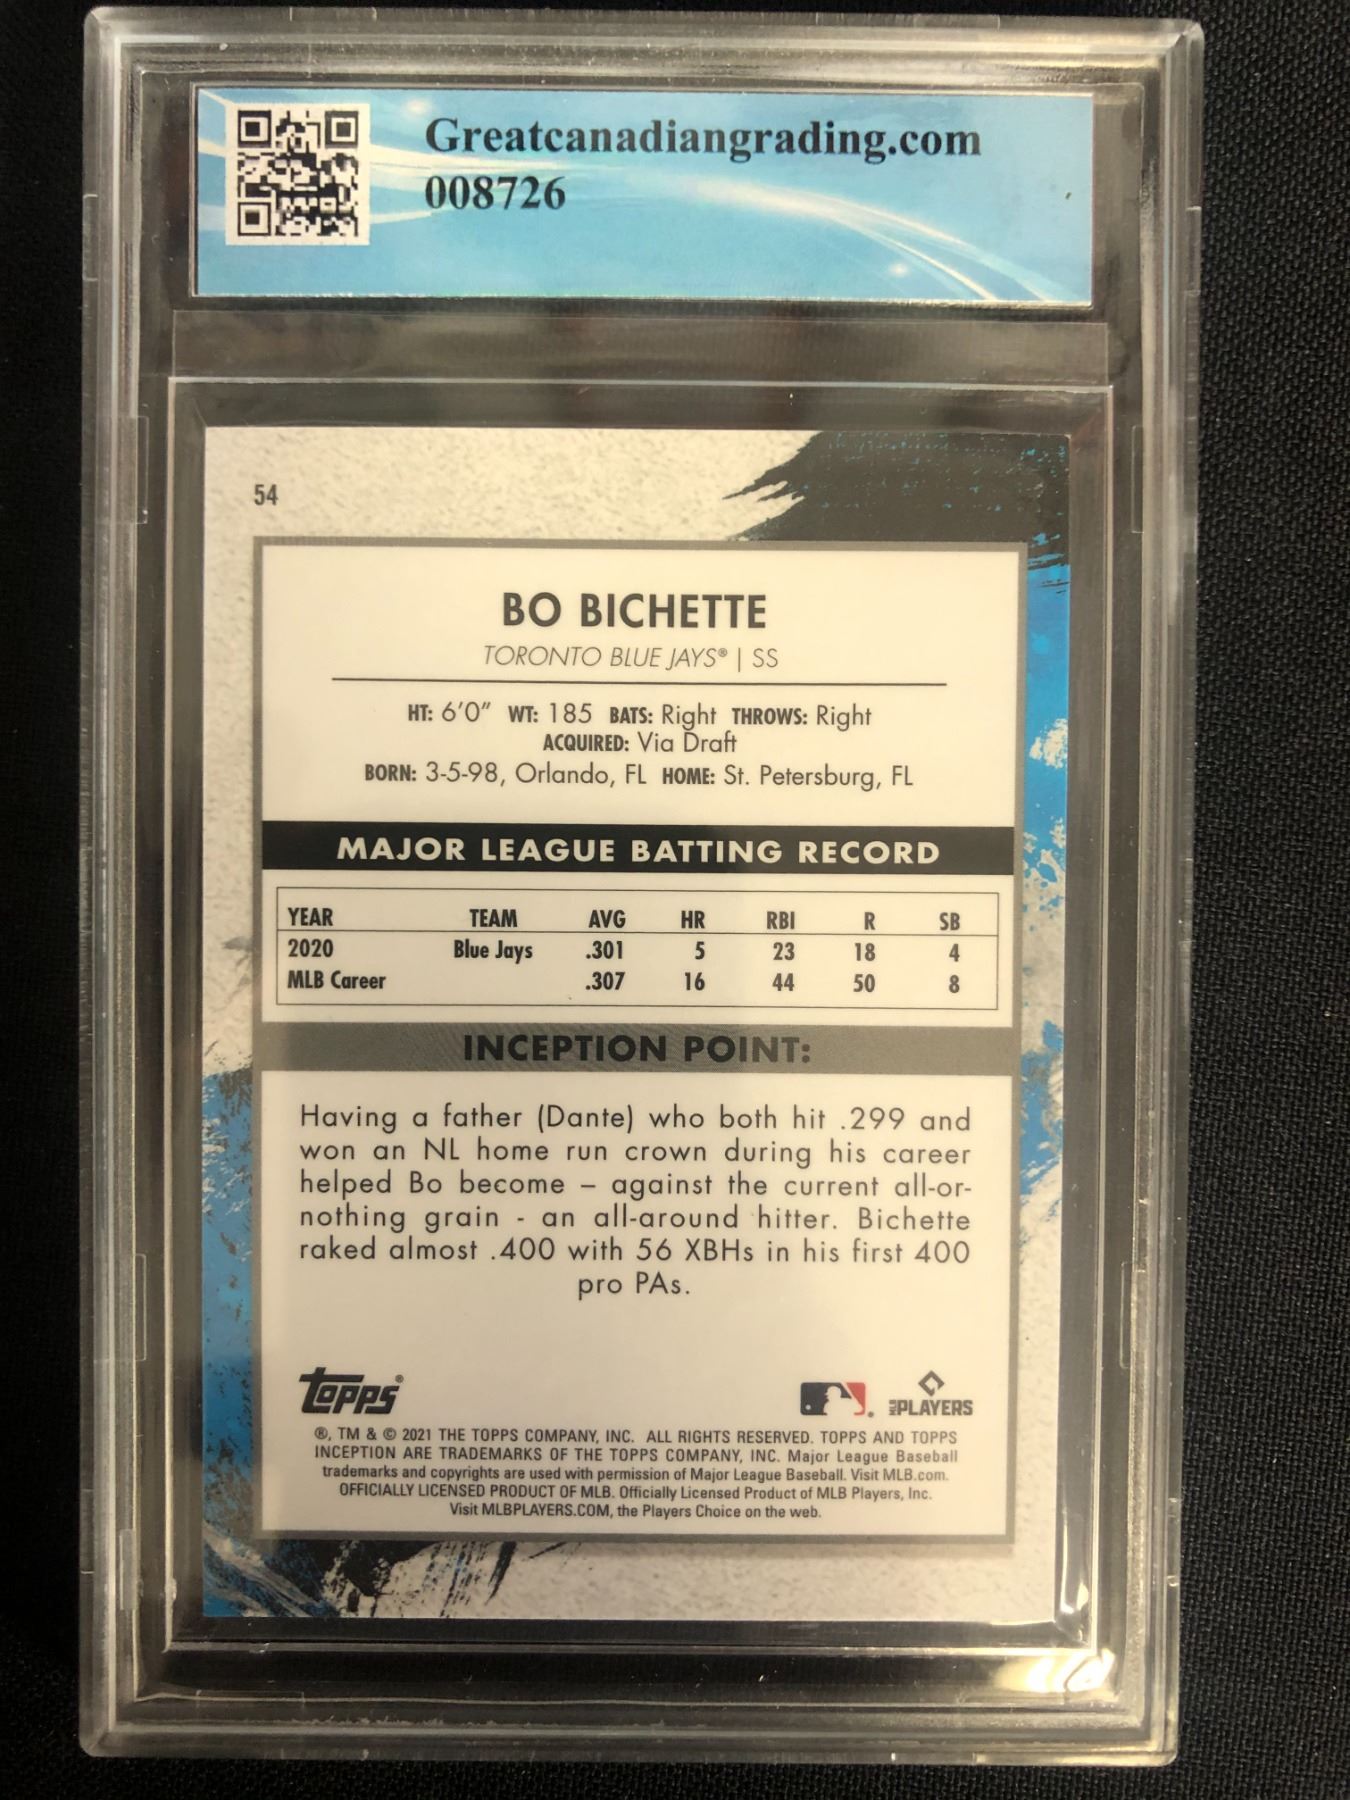 Greatcanadiangrading.com
008726
54
BO BICHETTE
TORONTO BLUE JAYS® | SS
HT: 6'0" WT: 185 BATS: Right THROWS: Right
ACQUIRED: Via Draft
BORN: 3-5-98, Orlando, FL HOME: St. Petersburg, FL
MAJOR LEAGUE BATTING RECORD
YEAR TEAM AVG HR RBI R SB
2020 Blue Jays .301 5 23 18 4
MLB Career .307 16 44 50 8
INCEPTION POINT:
Having a father (Dante) who both hit .299 and
won an NL home run crown during his career
helped Bo become – against the current all-or-
nothing grain - an all-around hitter. Bichette
raked almost .400 with 56 XBHs in his first 400
pro PAs.
topps®
MLB PLAYERS
®, TM & © 2021 THE TOPPS COMPANY, INC. ALL RIGHTS RESERVED. TOPPS AND TOPPS
INCEPTION ARE TRADEMARKS OF THE TOPPS COMPANY, INC. Major League Baseball
trademarks and copyrights are used with permission of Major League Baseball. Visit MLB.com.
OFFICIALLY LICENSED PRODUCT OF MLB. Officially Licensed Product of MLB Players, Inc.
Visit MLBPLAYERS.COM, the Players Choice on the web.